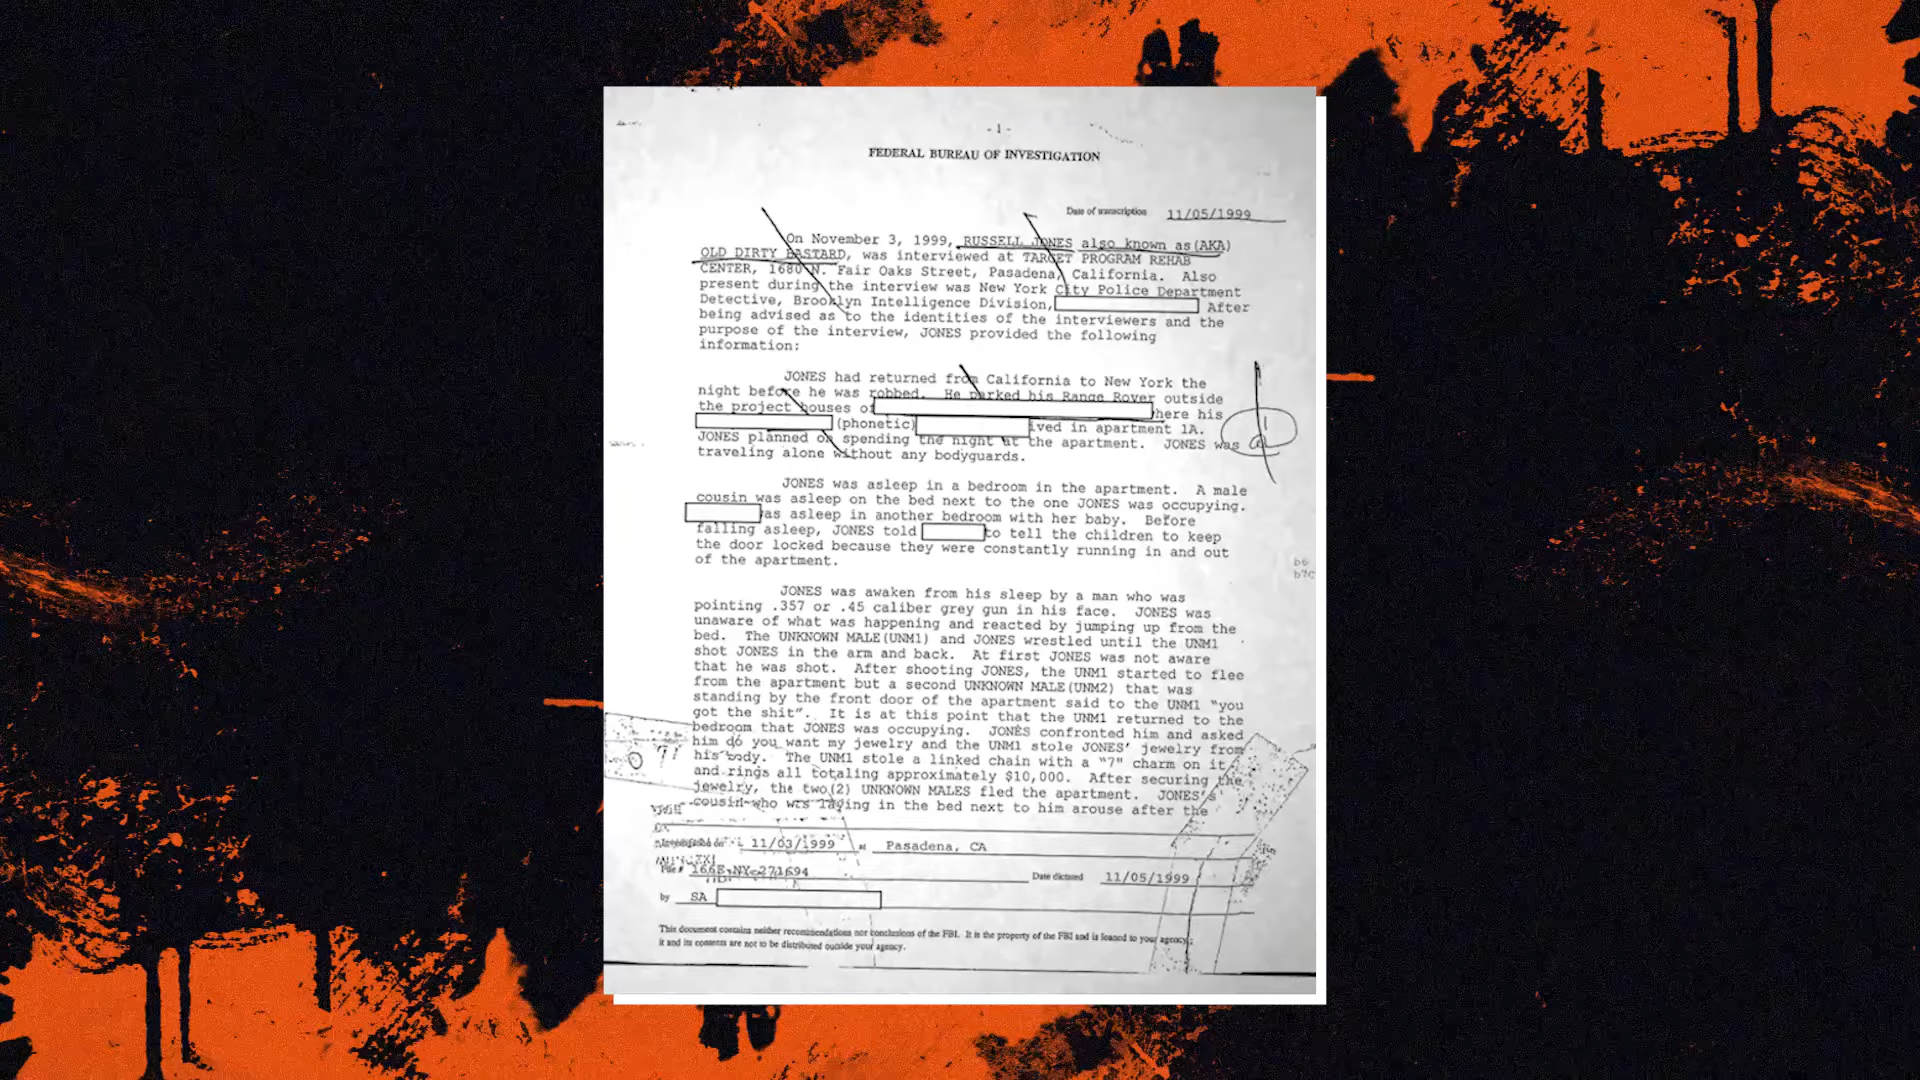 - 1 -
FEDERAL BUREAU OF INVESTIGATION
Date of transcription 11/05/1999
On November 3, 1999, RUSSELL JONES also known as(AKA)
OLD DIRTY BASTARD, was interviewed at TARGET PROGRAM REHAB
CENTER, 1680 N. Fair Oaks Street, Pasadena, California. Also
present during the interview was New York City Police Department
Detective, Brooklyn Intelligence Division, After
being advised as to the identities of the interviewers and the
purpose of the interview, JONES provided the following
information:
JONES had returned from California to New York the
night before he was robbed. He parked his Range Rover outside
the project houses of here his
(phonetic) ived in apartment 1A.
JONES planned on spending the night at the apartment. JONES was
traveling alone without any bodyguards.
JONES was asleep in a bedroom in the apartment. A male
cousin was asleep on the bed next to the one JONES was occupying.
as asleep in another bedroom with her baby. Before
falling asleep, JONES told to tell the children to keep
the door locked because they were constantly running in and out
of the apartment.
b6
b7C
JONES was awaken from his sleep by a man who was
pointing .357 or .45 caliber grey gun in his face. JONES was
unaware of what was happening and reacted by jumping up from the
bed. The UNKNOWN MALE(UNM1) and JONES wrestled until the UNM1
shot JONES in the arm and back. At first JONES was not aware
that he was shot. After shooting JONES, the UNM1 started to flee
from the apartment but a second UNKNOWN MALE(UNM2) that was
standing by the front door of the apartment said to the UNM1 "you
got the shit". It is at this point that the UNM1 returned to the
bedroom that JONES was occupying. JONES confronted him and asked
him do you want my jewelry and the UNM1 stole JONES' jewelry from
his body. The UNM1 stole a linked chain with a "7" charm on it
and rings all totaling approximately $10,000. After securing the
jewelry, the two(2) UNKNOWN MALES fled the apartment. JONES's
cousin who was laying in the bed next to him arouse after the
Investigation on 11/03/1999 at Pasadena, CA
File # 166E-NY-271694 Date dictated 11/05/1999
by SA
This document contains neither recommendations nor conclusions of the FBI. It is the property of the FBI and is loaned to your agency;
it and its contents are not to be distributed outside your agency.